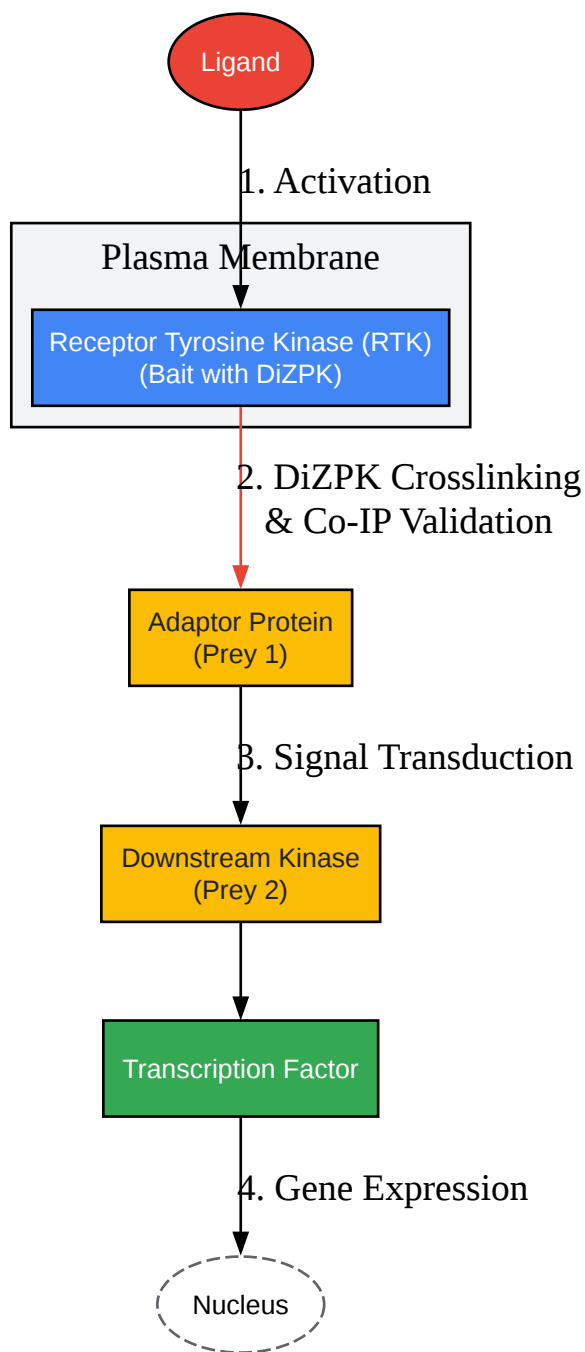 Ligand
1. Activation
Plasma Membrane
Receptor Tyrosine Kinase (RTK)
(Bait with DiZPK)
2. DiZPK Crosslinking
& Co-IP Validation
Adaptor Protein
(Prey 1)
3. Signal Transduction
Downstream Kinase
(Prey 2)
Transcription Factor
4. Gene Expression
Nucleus